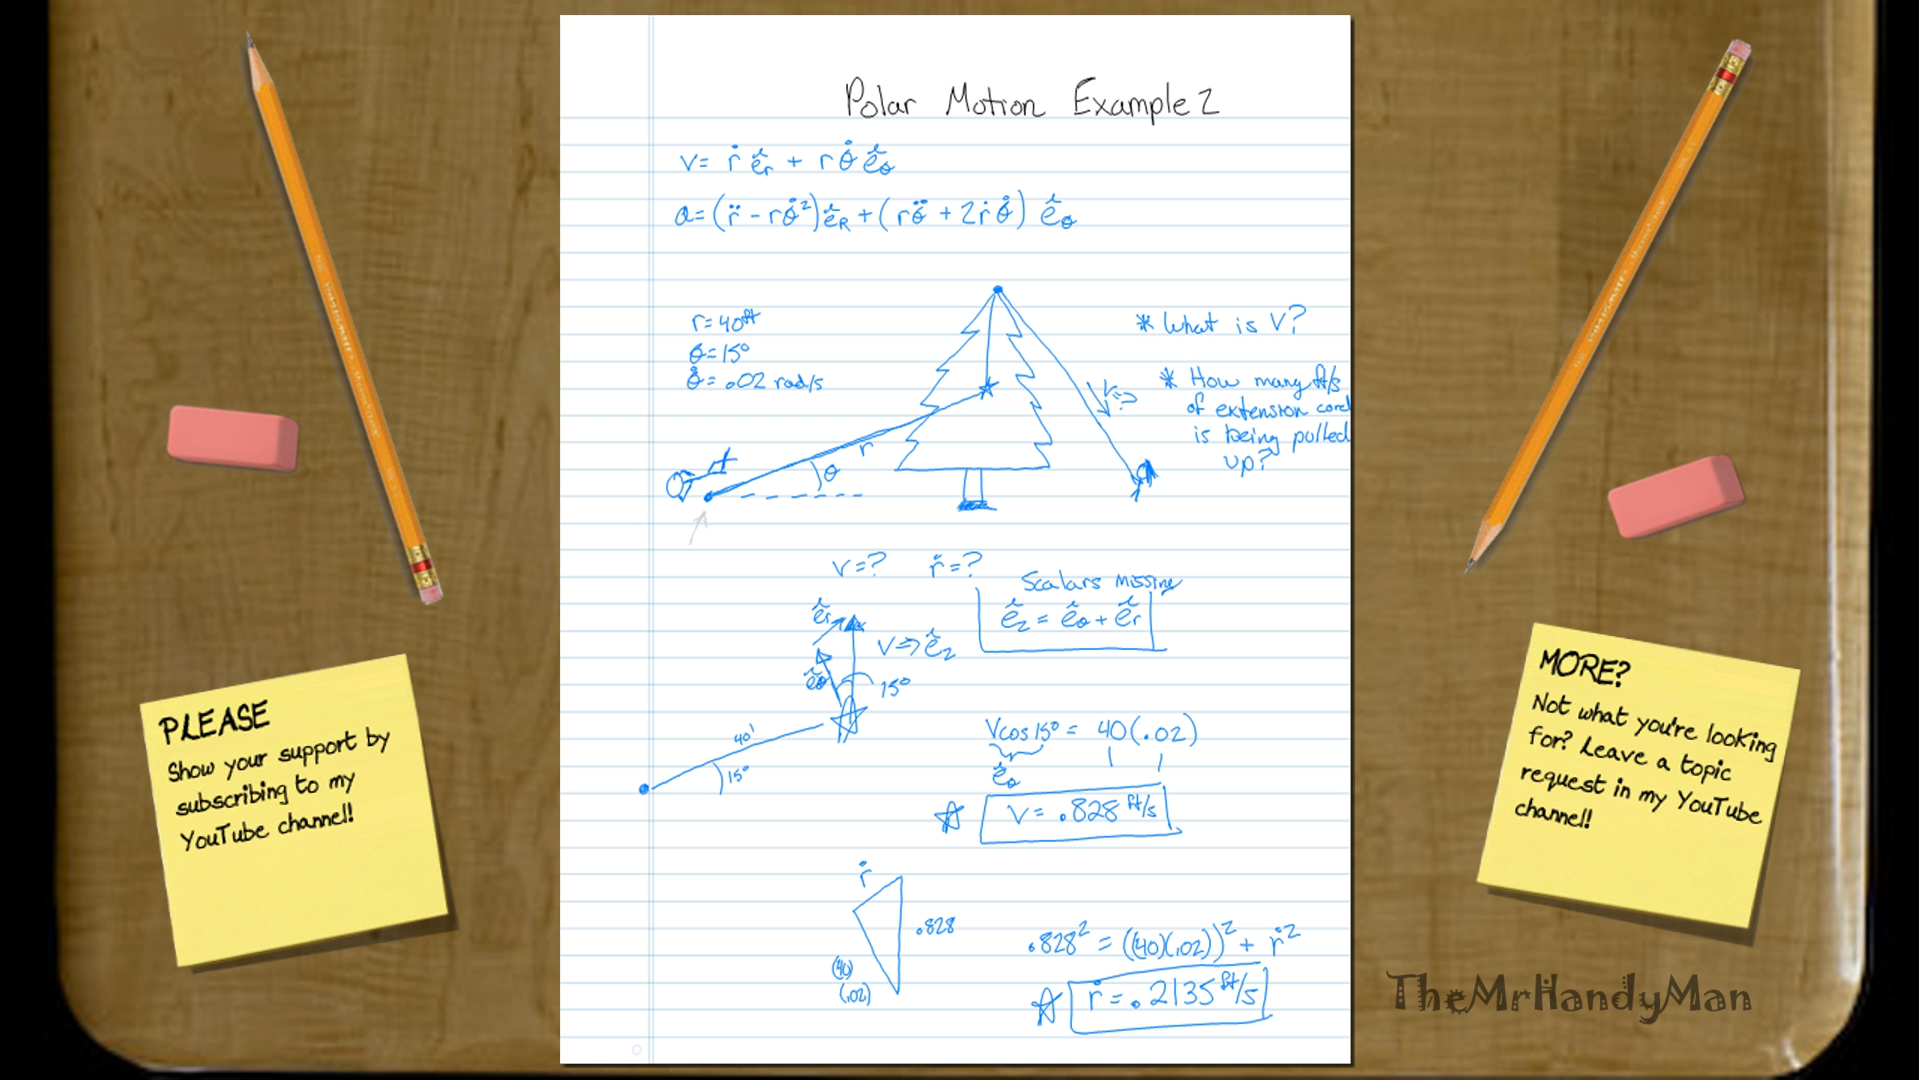 Polar Motion Example 2
v = ṙ êr + r θ̇ êθ
a = (r̈ - rθ̇²)êR + (rθ̈ + 2ṙθ̇) êθ
r = 40ft
θ = 15°
θ̇ = .02 rad/s
* What is V?
* How many ft/s
of extension cord
is being pulled
up?
V=?
r
θ
v=? ṙ=?
Scalars missing
êz = êθ + êr
êr
V => êz
êθ
15°
40'
15°
Vcos15° = 40(.02)
êθ
V = .828 ft/s
ṙ
.828
(40)
(.02)
.828² = ((40)(.02))² + ṙ²
ṙ = .2135 ft/s
PLEASE
Show your support by
subscribing to my
YouTube channel!
MORE?
Not what you're looking
for? Leave a topic
request in my YouTube
channel!
TheMrHandyMan